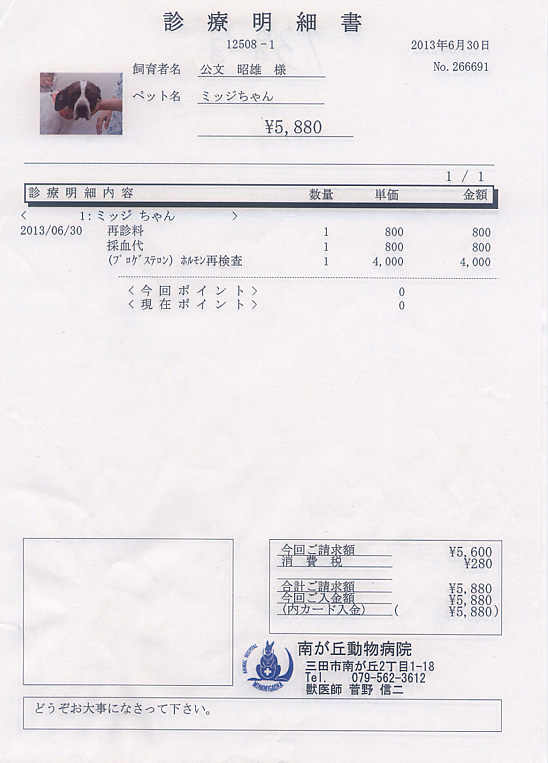 診療明細書
12508-1
2013年6月30日
飼育者名 公文 昭雄 様
No.266691
ペット名 ミッジちゃん
¥5,880
1 / 1
診療明細内容 数量 単価 金額
< 1:ミッジ ちゃん >
2013/06/30 再診料 1 800 800
採血代 1 800 800
(ﾌﾟﾛｹﾞｽﾃﾛﾝ) ﾎﾙﾓﾝ再検査 1 4,000 4,000
<今回ポイント> 0
<現在ポイント> 0
今回ご請求額 ¥5,600
消費税 ¥280
合計ご請求額 ¥5,880
今回ご入金額 ¥5,880
(内カード入金) ( ¥5,880)
ANIMAL HOSPITAL
MINAMIGAOKA
南が丘動物病院
三田市南が丘2丁目1-18
Tel. 079-562-3612
獣医師 菅野 信二
どうぞお大事になさって下さい。